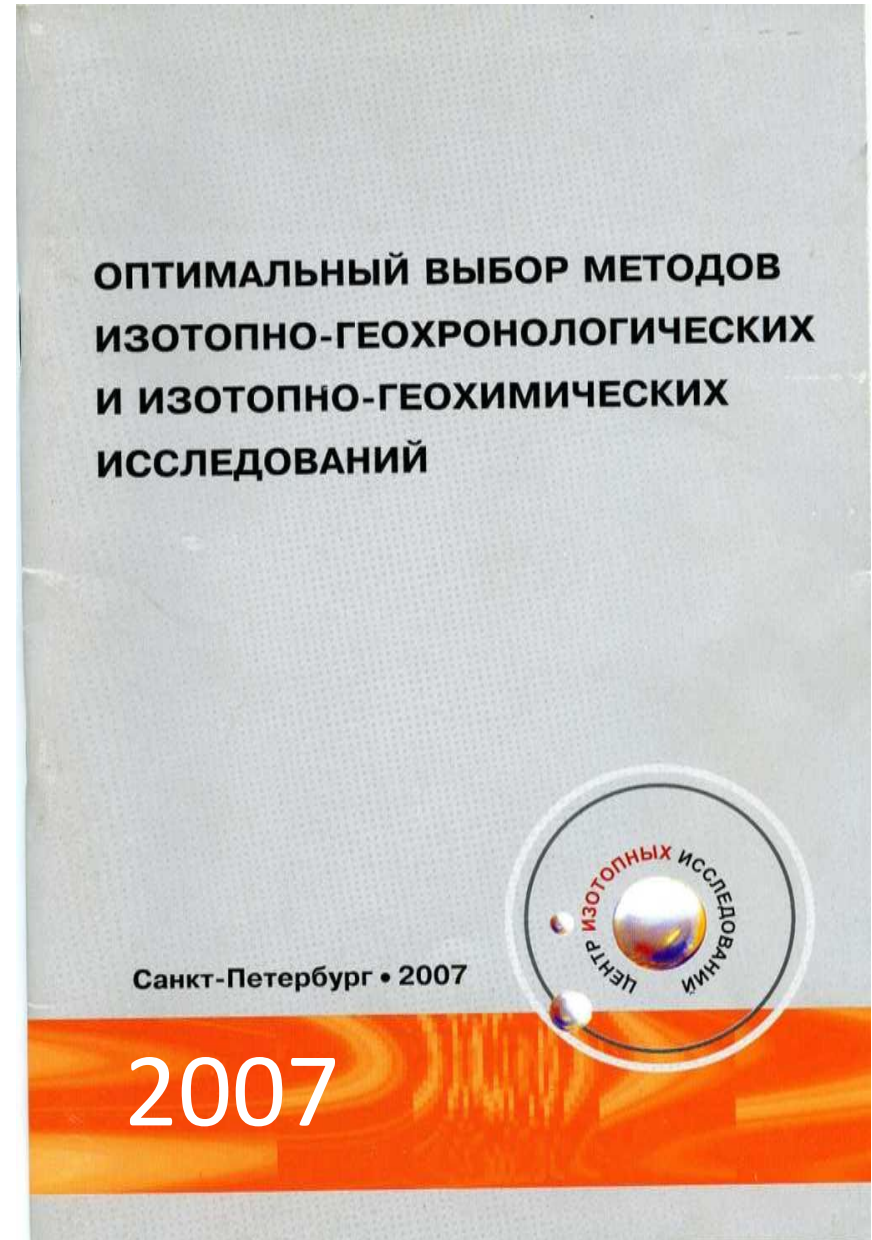 ОПТИМАЛЬНЫЙ ВЫБОР МЕТОДОВ
ИЗОТОПНО-ГЕОХРОНОЛОГИЧЕСКИХ
И ИЗОТОПНО-ГЕОХИМИЧЕСКИХ
ИССЛЕДОВАНИЙ
ЦЕНТР ИЗОТОПНЫХ ИССЛЕДОВАНИЙ
Санкт-Петербург • 2007
2007